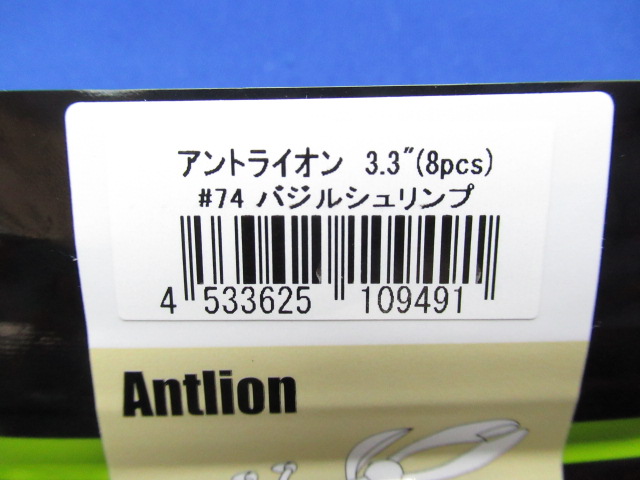 アントライオン 3.3"(8pcs)
#74 バジルシュリンプ
4 533625 109491
Antlion